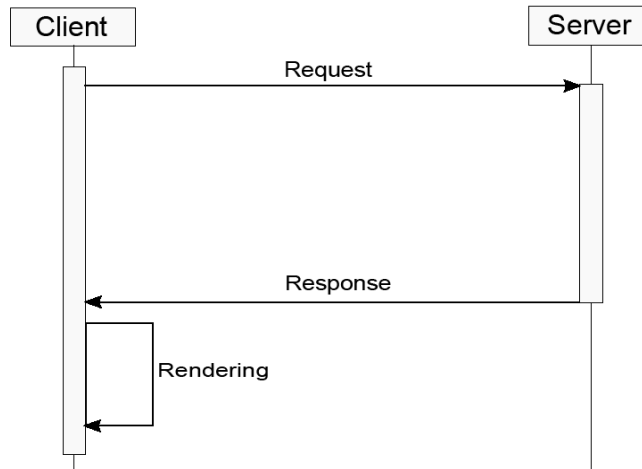 Client
Server
Request
Response
Rendering